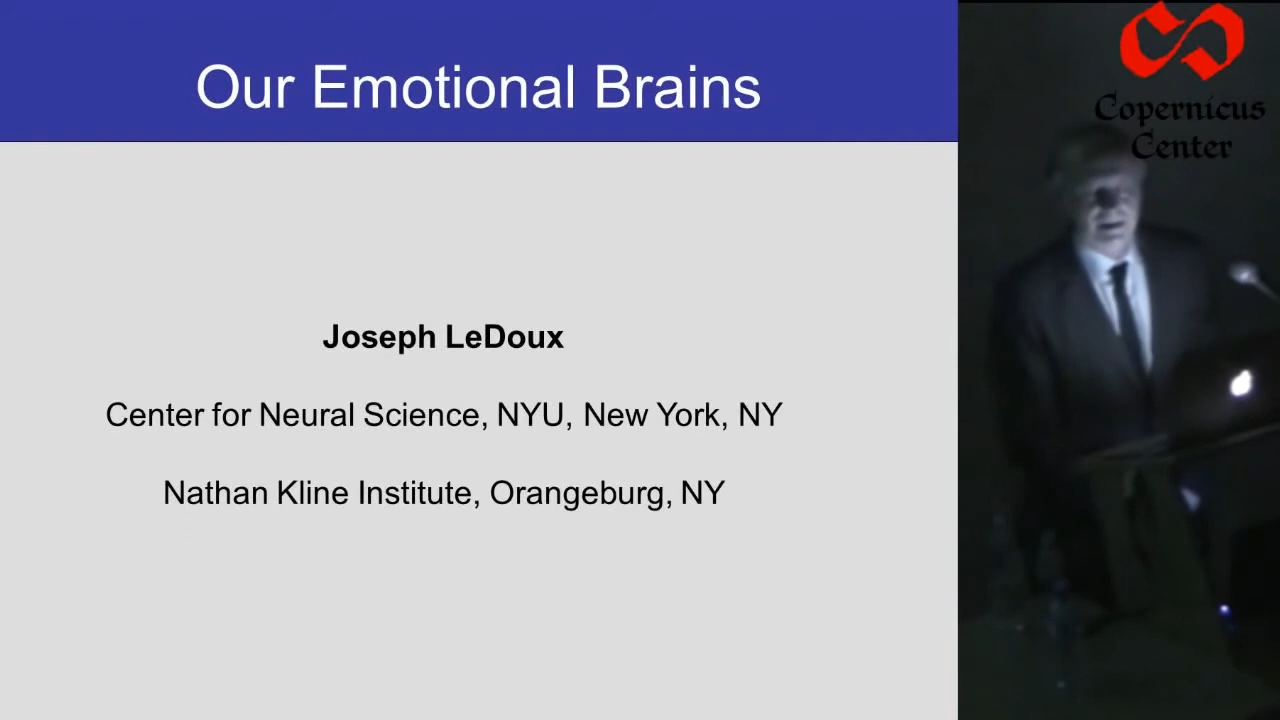 Our Emotional Brains
Joseph LeDoux
Center for Neural Science, NYU, New York, NY
Nathan Kline Institute, Orangeburg, NY
Copernicus
Center